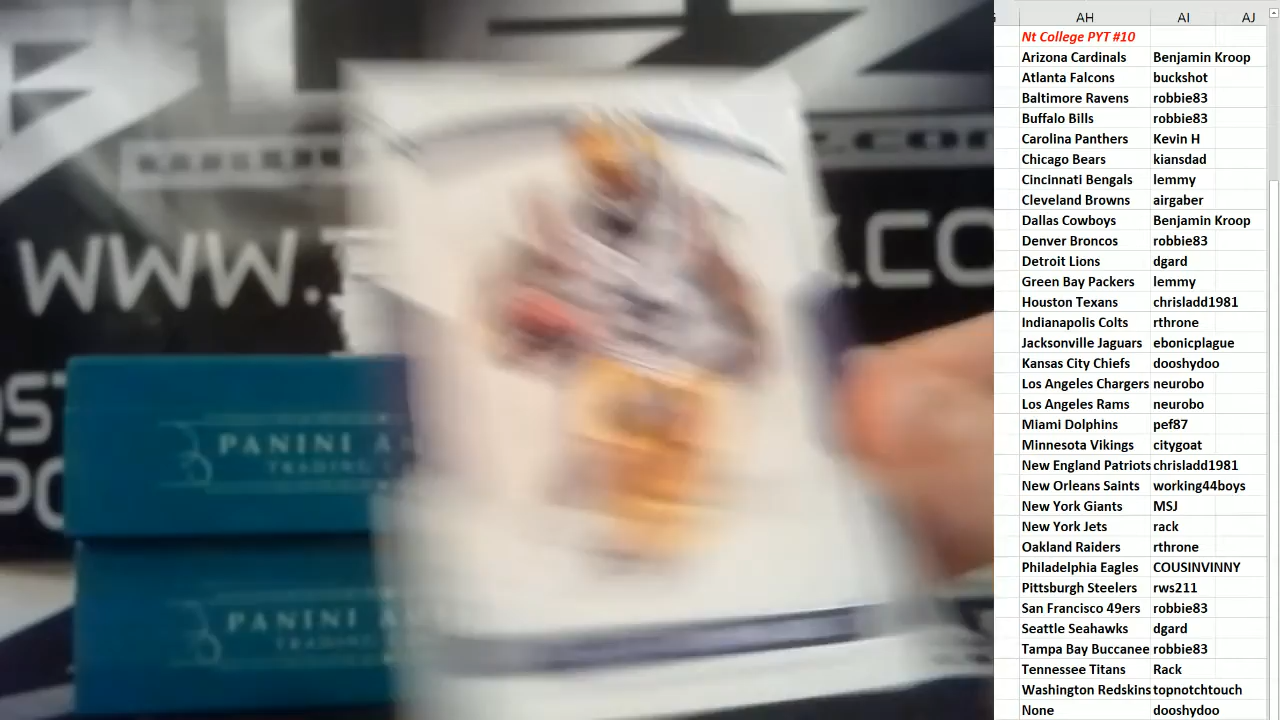 WWW.
.CO
PANINI A
TRADING
PANINI A
TRADING
AH AI AJ
Nt College PYT #10
Arizona Cardinals Benjamin Kroop
Atlanta Falcons buckshot
Baltimore Ravens robbie83
Buffalo Bills robbie83
Carolina Panthers Kevin H
Chicago Bears kiansdad
Cincinnati Bengals lemmy
Cleveland Browns airgaber
Dallas Cowboys Benjamin Kroop
Denver Broncos robbie83
Detroit Lions dgard
Green Bay Packers lemmy
Houston Texans chrisladd1981
Indianapolis Colts rthrone
Jacksonville Jaguars ebonicplague
Kansas City Chiefs dooshydoo
Los Angeles Chargers neurobo
Los Angeles Rams neurobo
Miami Dolphins pef87
Minnesota Vikings citygoat
New England Patriots chrisladd1981
New Orleans Saints working44boys
New York Giants MSJ
New York Jets rack
Oakland Raiders rthrone
Philadelphia Eagles COUSINVINNY
Pittsburgh Steelers rws211
San Francisco 49ers robbie83
Seattle Seahawks dgard
Tampa Bay Buccanee robbie83
Tennessee Titans Rack
Washington Redskins topnotchtouch
None dooshydoo